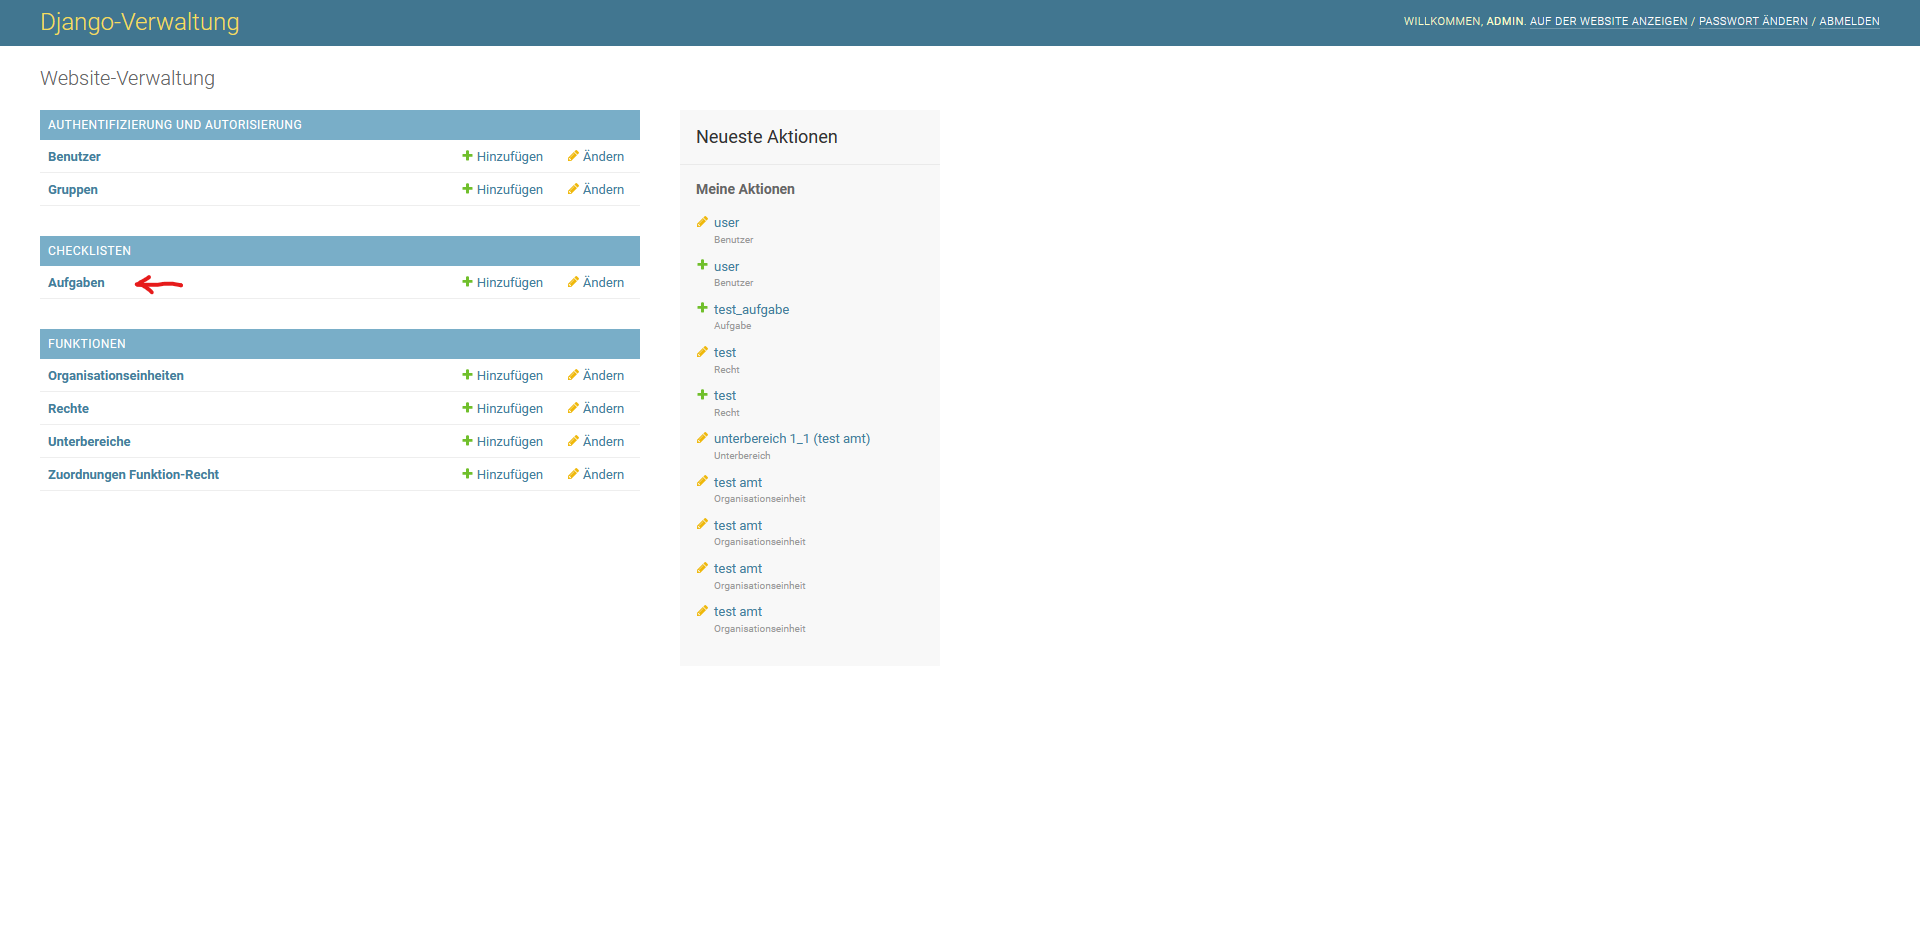 Django-Verwaltung
WILLKOMMEN, ADMIN. AUF DER WEBSITE ANZEIGEN / PASSWORT ÄNDERN / ABMELDEN
Website-Verwaltung
AUTHENTIFIZIERUNG UND AUTORISIERUNG
Benutzer Hinzufügen Ändern
Gruppen Hinzufügen Ändern
CHECKLISTEN
Aufgaben Hinzufügen Ändern
FUNKTIONEN
Organisationseinheiten Hinzufügen Ändern
Rechte Hinzufügen Ändern
Unterbereiche Hinzufügen Ändern
Zuordnungen Funktion-Recht Hinzufügen Ändern
Neueste Aktionen
Meine Aktionen
user
Benutzer
user
Benutzer
test_aufgabe
Aufgabe
test
Recht
test
Recht
unterbereich 1_1 (test amt)
Unterbereich
test amt
Organisationseinheit
test amt
Organisationseinheit
test amt
Organisationseinheit
test amt
Organisationseinheit